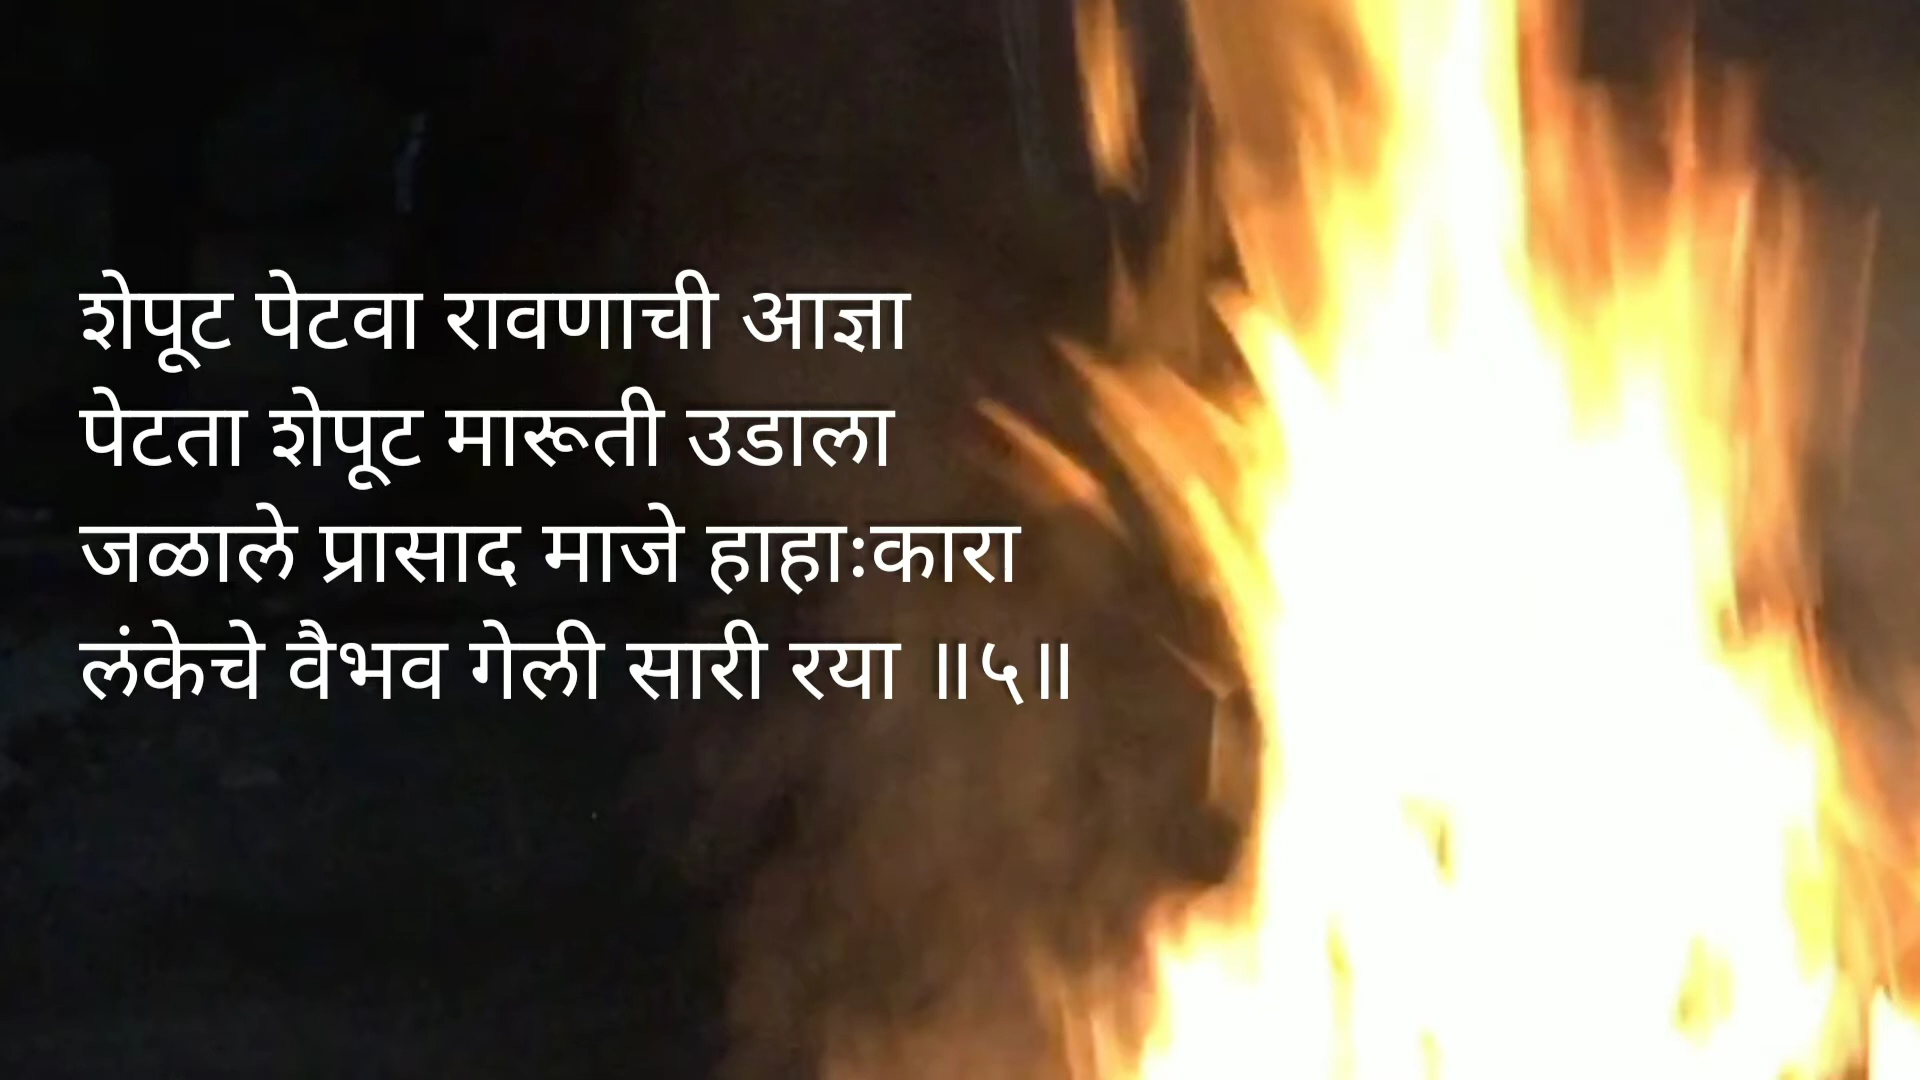 शेपूट पेटवा रावणाची आज्ञा
पेटता शेपूट मारूती उडाला
जळाले प्रासाद माजे हाहाःकारा
लंकेचे वैभव गेली सारी रया ॥५॥